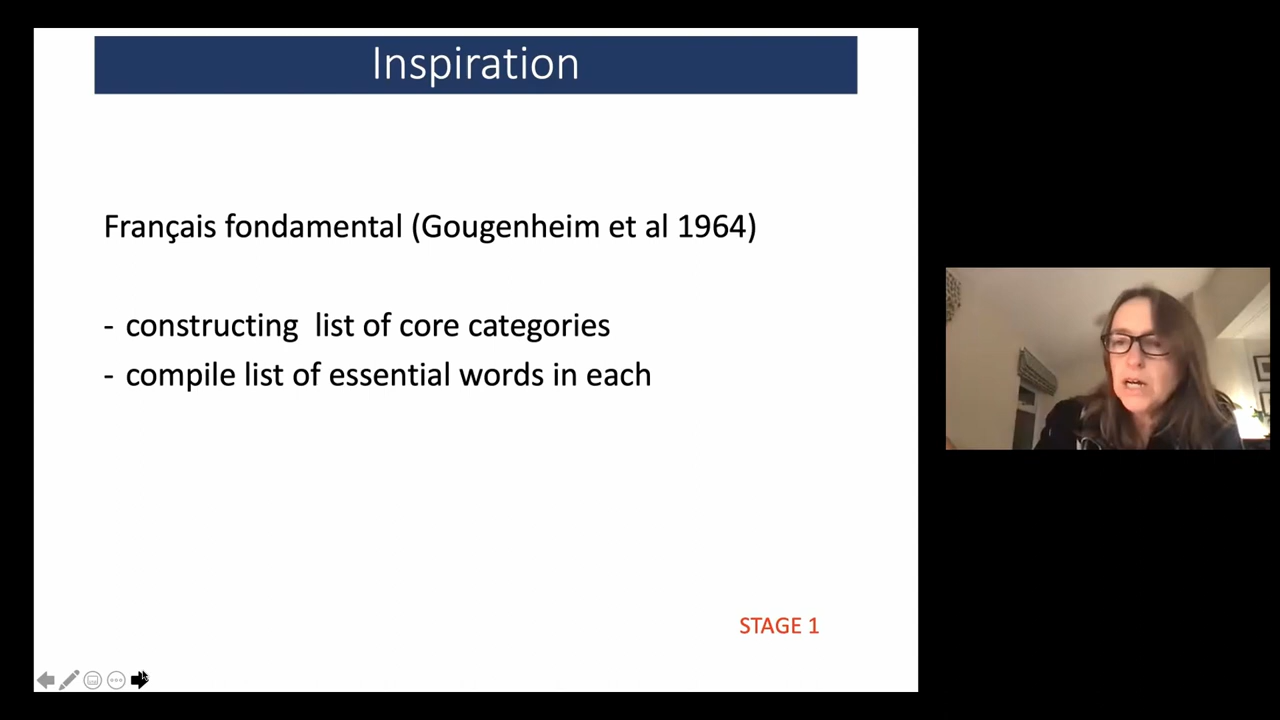 Inspiration
Français fondamental (Gougenheim et al 1964)
- constructing  list of core categories
- compile list of essential words in each
STAGE 1